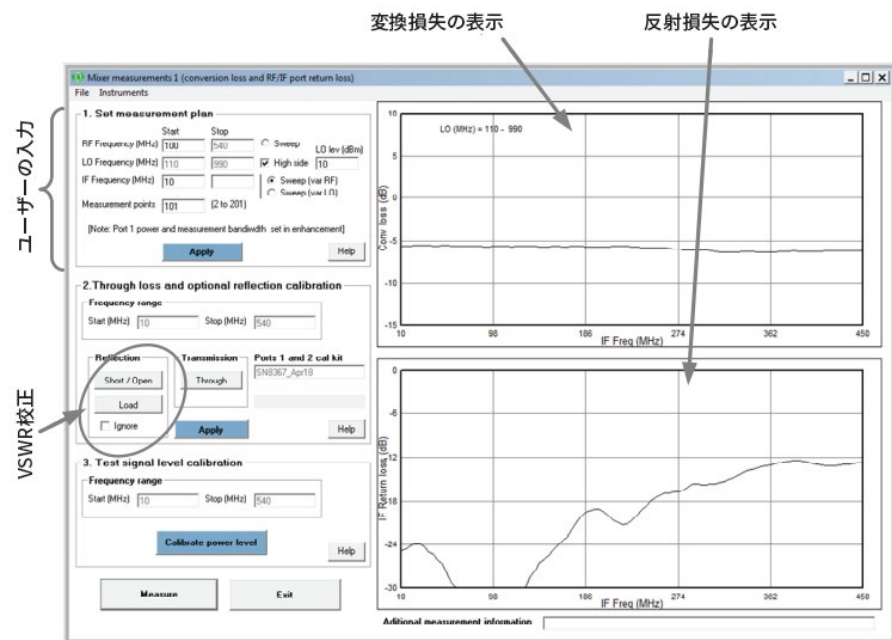 変換損失の表示
反射損失の表示
ユーザーの入力
VSWR校正
Mixer measurements 1 (conversion loss and RF/IF port return loss)
File Instruments
1. Set measurement plan
Start Stop
RF Frequency (MHz) 100 540 Sweep LO lev (dBm)
LO Frequency (MHz) 110 990 High side 10
IF Frequency (MHz) 10 Sweep (var RF)
Sweep (var LO)
Measurement points 101 (2 to 201)
[Note: Port 1 power and measurement bandiwdth set in enhancement]
Apply Help
2.Through loss and optional reflection calibration
Frequency range
Start (MHz) 10 Stop (MHz) 540
Reflection Transmission Ports 1 and 2 cal kit
Short / Open Through SN8367_Apr18
Load
Ignore Apply Help
3. Test signal level calibration
Frequency range
Start (MHz) 10 Stop (MHz) 540
Calibrate power level
Help
Measure Exit
LO (MHz) = 110 - 990
Conv loss (dB)
10
5
0
-5
-10
-15
10 98 186 274 362 450
IF Freq (MHz)
IF Return loss (dB)
0
-6
-12
-18
-24
-30
10 98 186 274 362 450
IF Freq (MHz)
Aditional measurement information